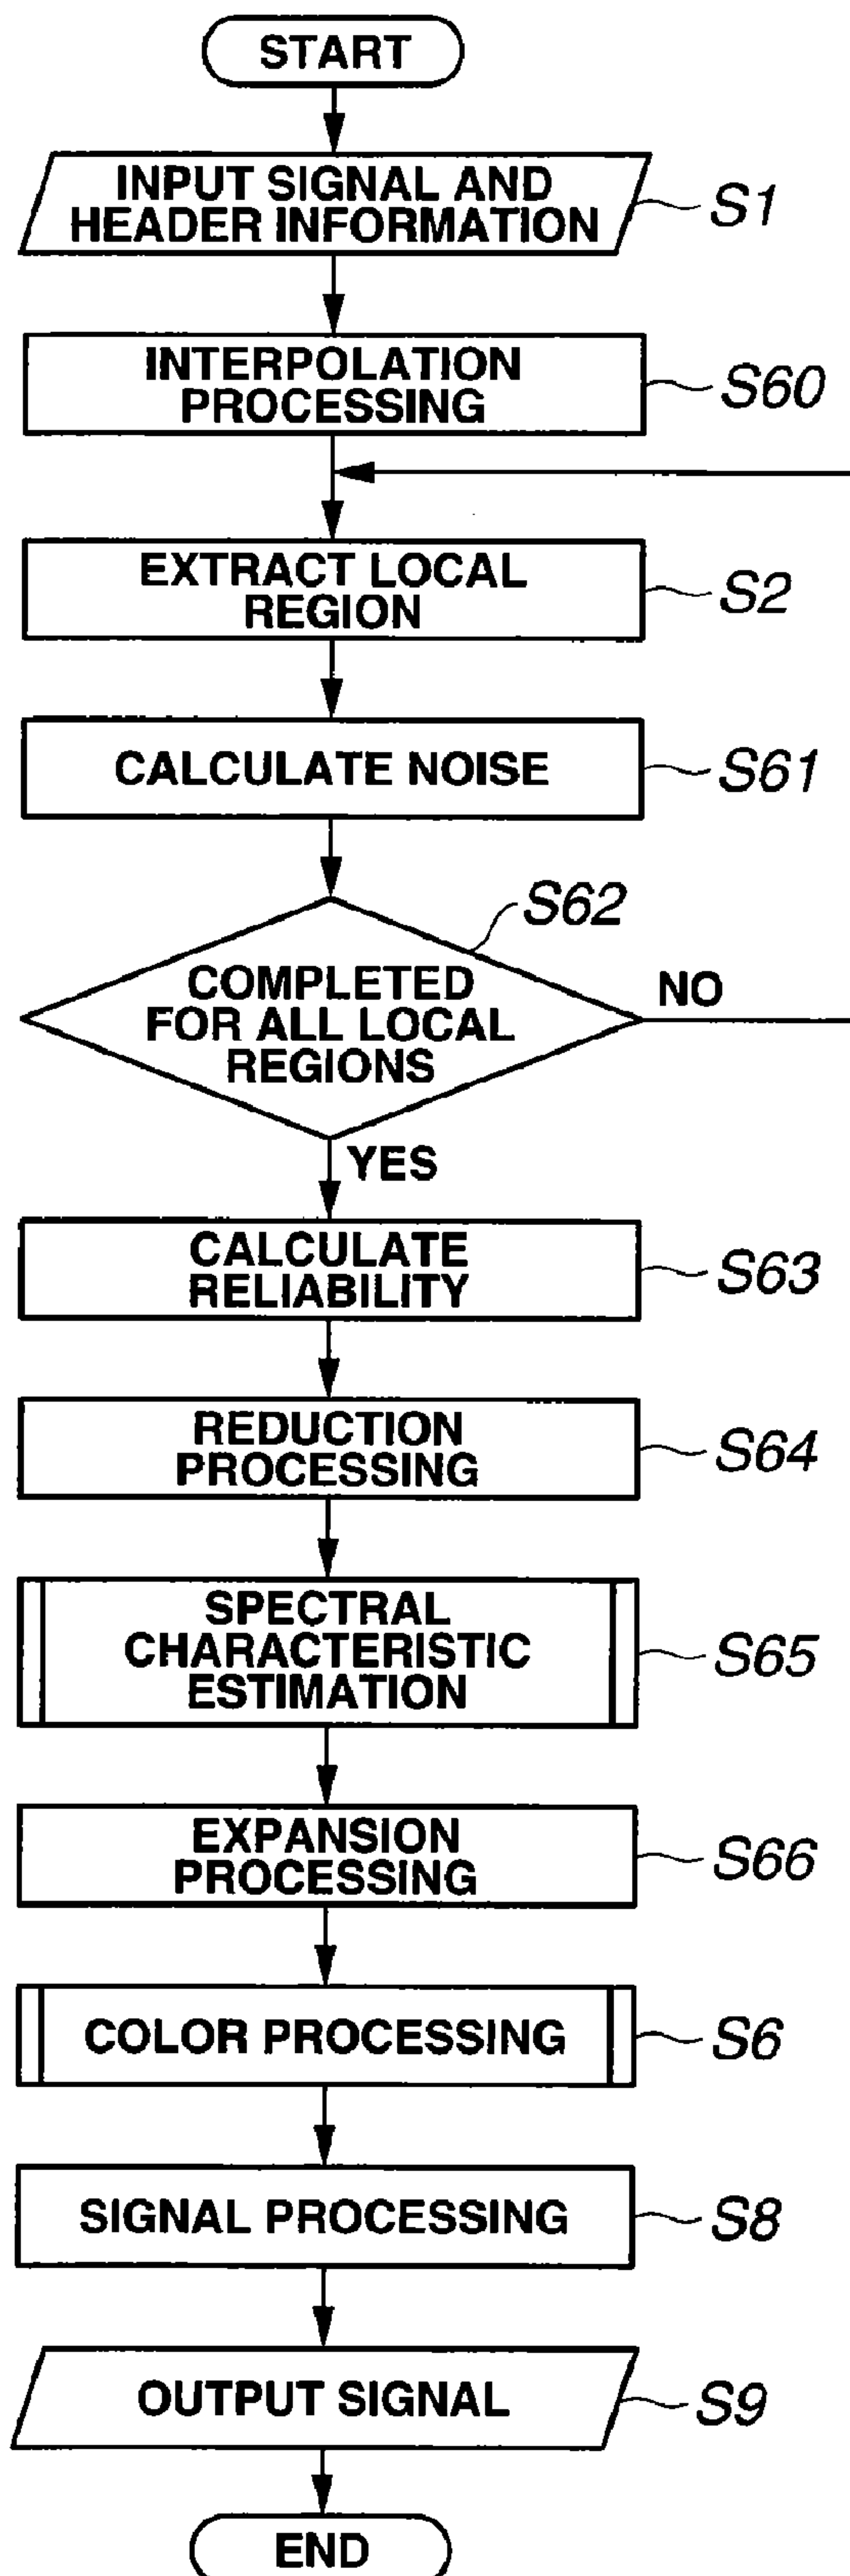 START
INPUT SIGNAL AND
HEADER INFORMATION
S1
INTERPOLATION
PROCESSING
S60
EXTRACT LOCAL
REGION
S2
CALCULATE NOISE
S61
S62
COMPLETED
FOR ALL LOCAL
REGIONS
NO
YES
CALCULATE
RELIABILITY
S63
REDUCTION
PROCESSING
S64
SPECTRAL
CHARACTERISTIC
ESTIMATION
S65
EXPANSION
PROCESSING
S66
COLOR PROCESSING
S6
SIGNAL PROCESSING
S8
OUTPUT SIGNAL
S9
END